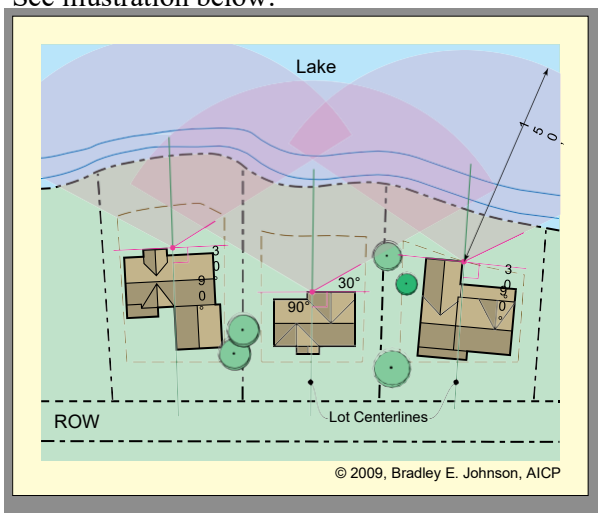 See illustration below:
Lake
150'
30°
90°
30°
90°
30°
90°
Lot Centerlines
ROW
© 2009, Bradley E. Johnson, AICP